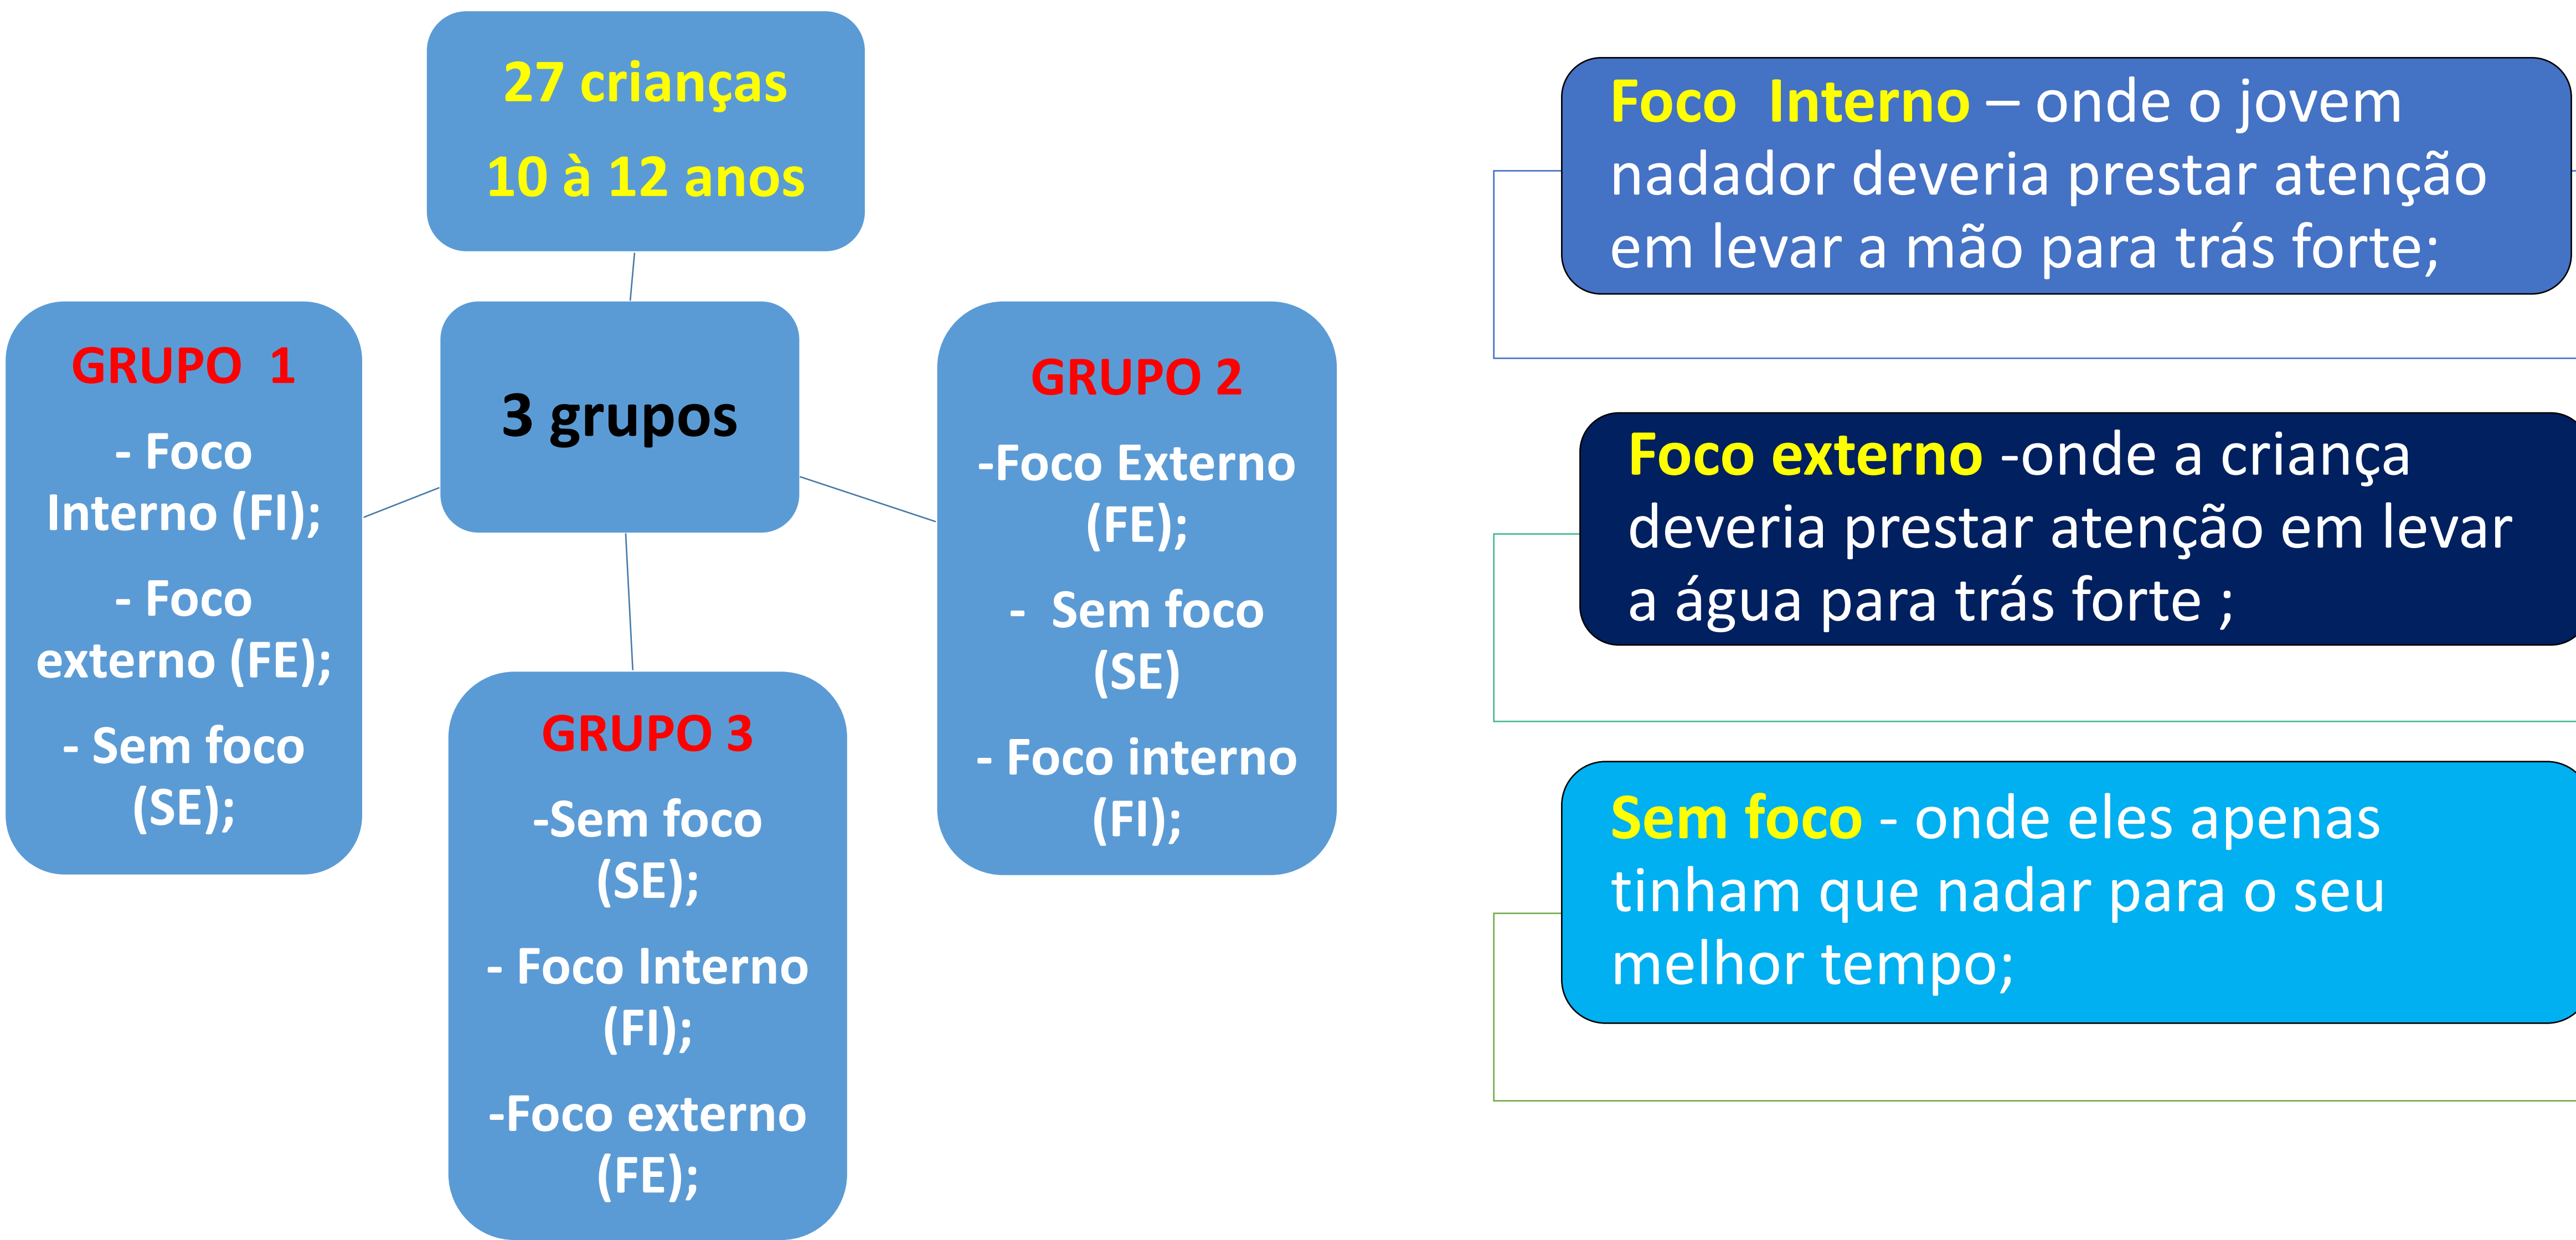 27 crianças
10 à 12 anos
3 grupos
GRUPO 1
- Foco
Interno (FI);
- Foco
externo (FE);
- Sem foco
(SE);
GRUPO 2
-Foco Externo
(FE);
- Sem foco
(SE)
- Foco interno
(FI);
GRUPO 3
-Sem foco
(SE);
- Foco Interno
(FI);
-Foco externo
(FE);
Foco Interno – onde o jovem
nadador deveria prestar atenção
em levar a mão para trás forte;
Foco externo -onde a criança
deveria prestar atenção em levar
a água para trás forte ;
Sem foco - onde eles apenas
tinham que nadar para o seu
melhor tempo;